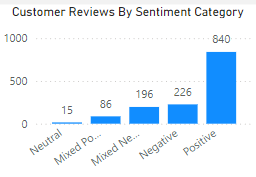 Customer Reviews By Sentiment Category
1000
500
0
15
86
196
226
840
Neutral
Mixed Po...
Mixed Ne...
Negative
Positive